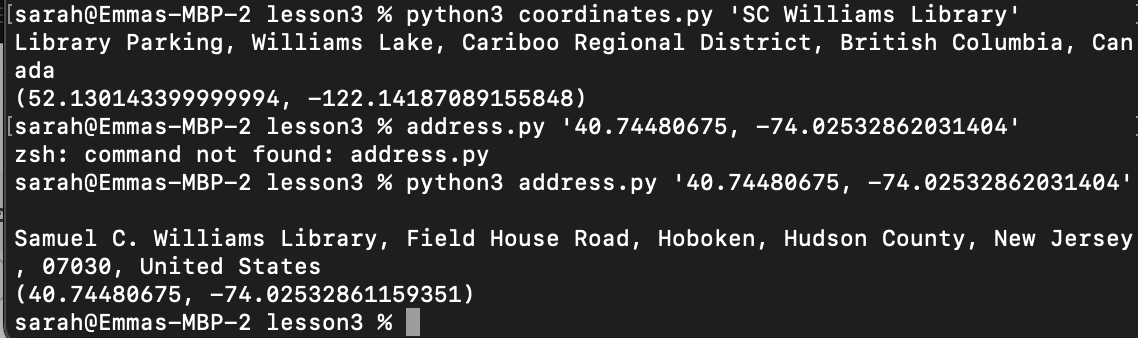 [sarah@Emmas-MBP-2 lesson3 % python3 coordinates.py 'SC Williams Library'
Library Parking, Williams Lake, Cariboo Regional District, British Columbia, Can
ada
(52.130143399999994, -122.14187089155848)
[sarah@Emmas-MBP-2 lesson3 % address.py '40.74480675, -74.02532862031404'
zsh: command not found: address.py
sarah@Emmas-MBP-2 lesson3 % python3 address.py '40.74480675, -74.02532862031404'
Samuel C. Williams Library, Field House Road, Hoboken, Hudson County, New Jersey
, 07030, United States
(40.74480675, -74.02532861159351)
sarah@Emmas-MBP-2 lesson3 %